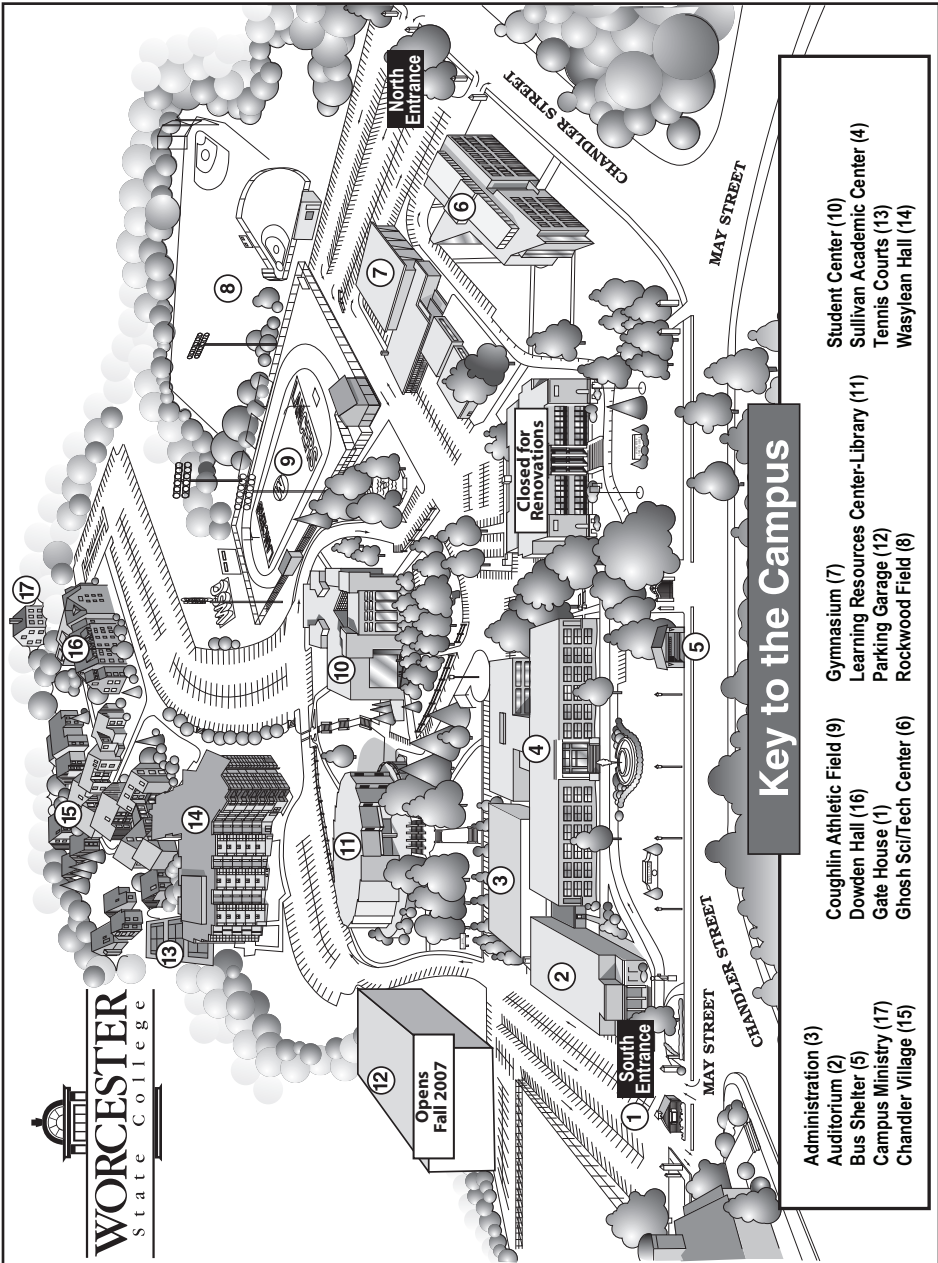 WORCESTER
State College
17
16
15
14
13
8
9
WSC
North
Entrance
CHANDLER STREET
6
7
10
11
12
Opens
Fall 2007
Closed for
Renovations
MAY STREET
3
4
2
5
South
Entrance
1
MAY STREET
CHANDLER STREET
Key to the Campus
Administration (3)
Auditorium (2)
Bus Shelter (5)
Campus Ministry (17)
Chandler Village (15)
Coughlin Athletic Field (9)
Dowden Hall (16)
Gate House (1)
Ghosh Sci/Tech Center (6)
Gymnasium (7)
Learning Resources Center-Library (11)
Parking Garage (12)
Rockwood Field (8)
Student Center (10)
Sullivan Academic Center (4)
Tennis Courts (13)
Wasylean Hall (14)